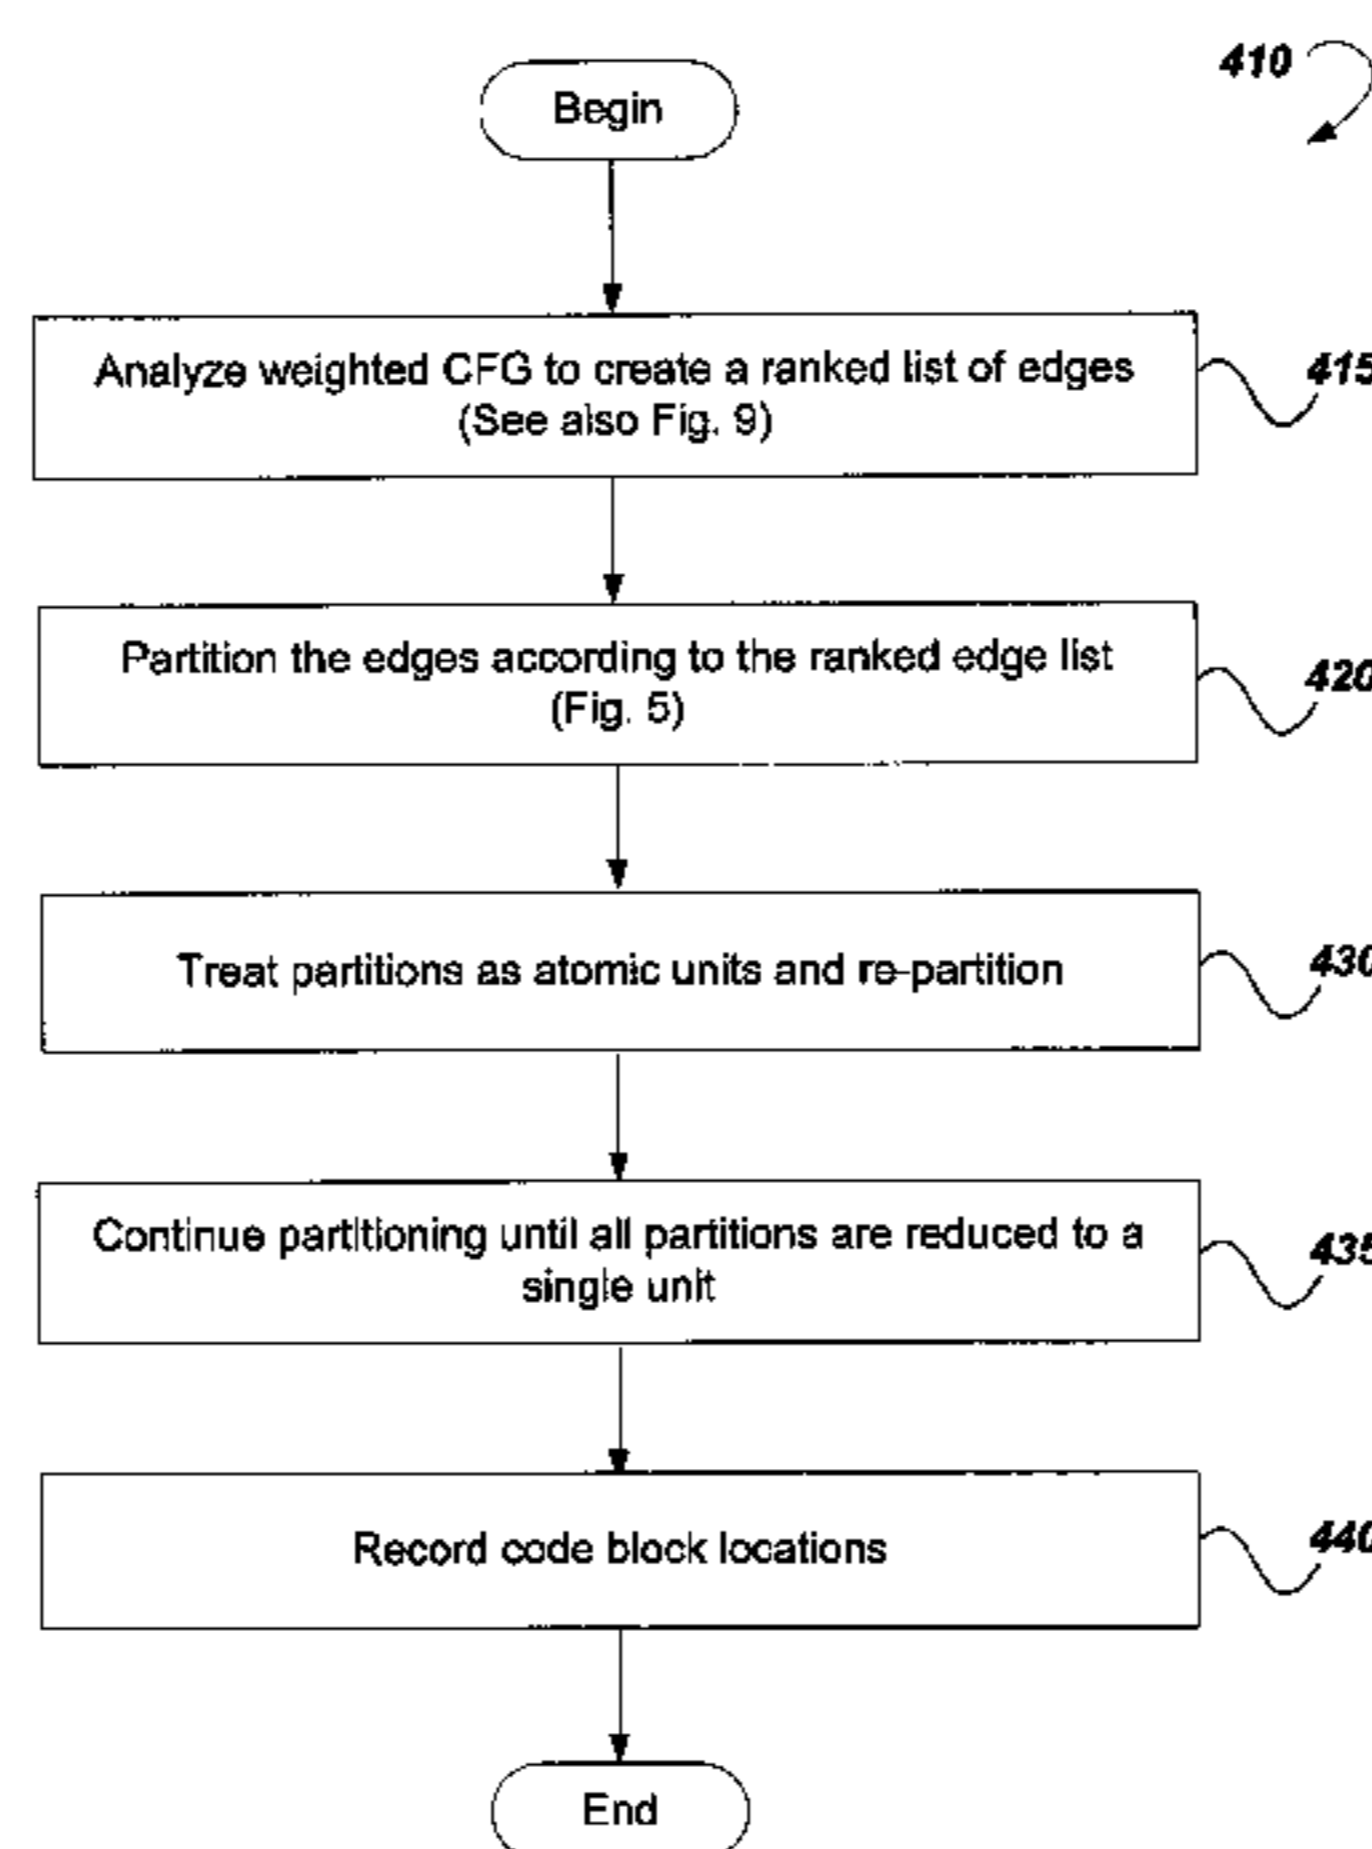 410
Begin
Analyze weighted CFG to create a ranked list of edges
(See also Fig. 9)
415
Partition the edges according to the ranked edge list
(Fig. 5)
420
Treat partitions as atomic units and re-partition
430
Continue partitioning until all partitions are reduced to a
single unit
435
Record code block locations
440
End